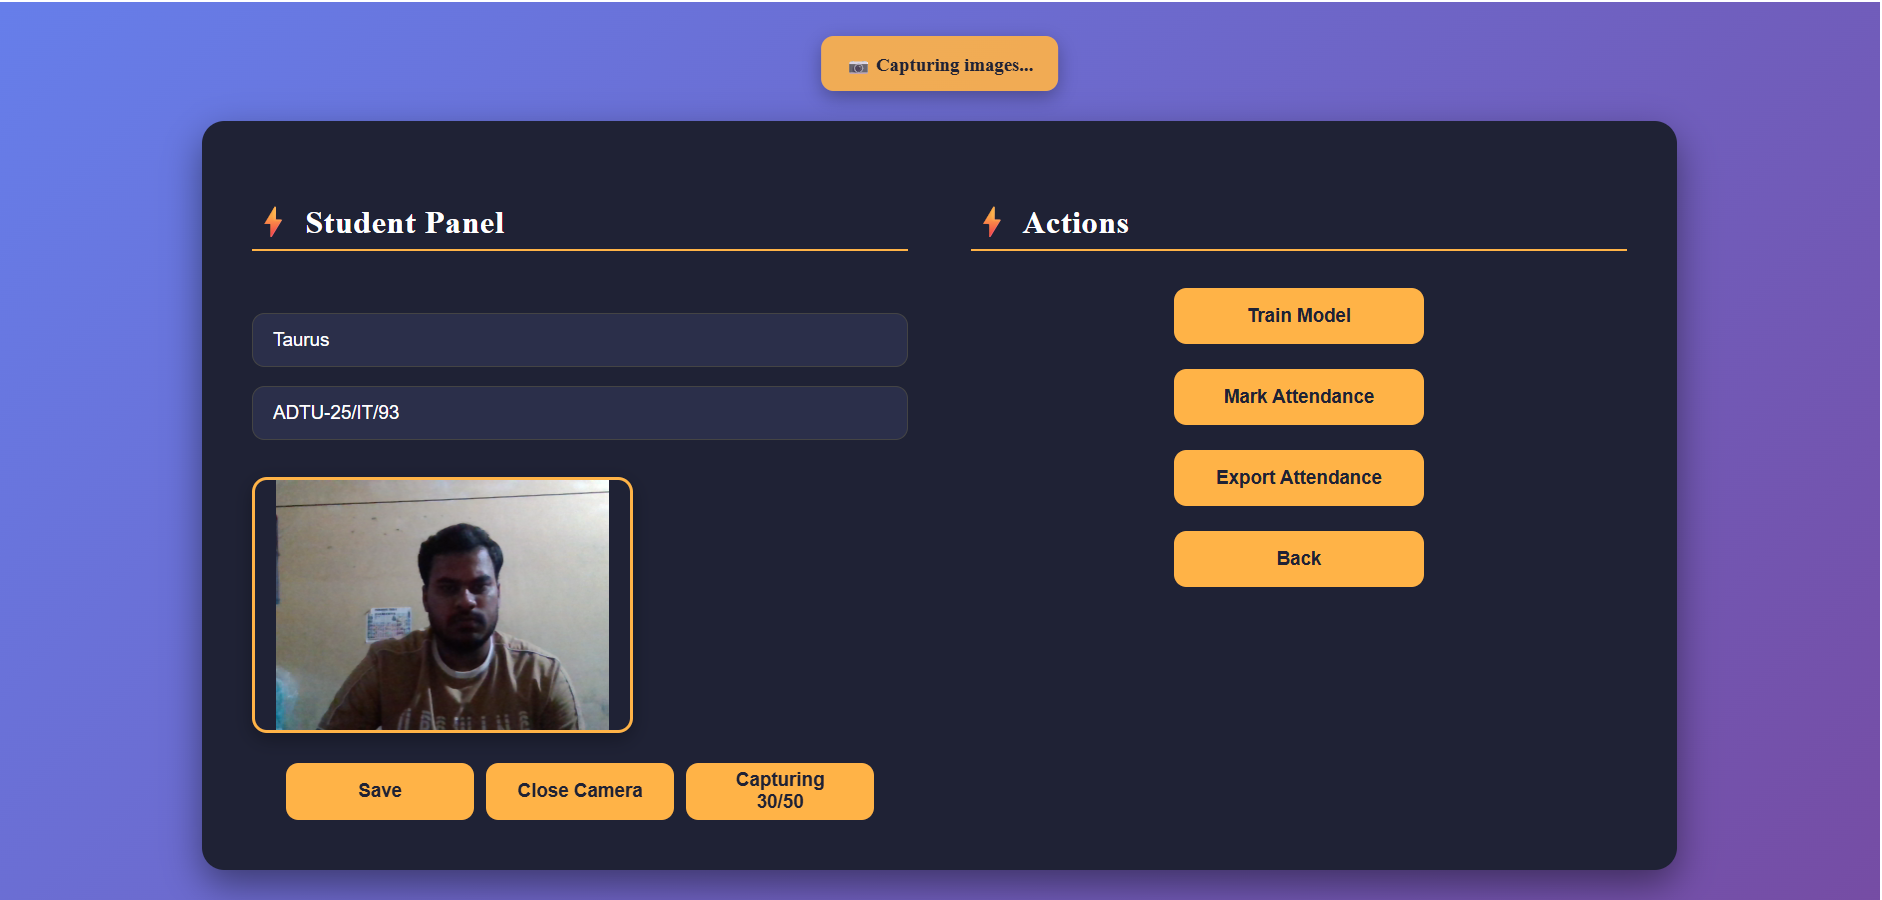 📷 Capturing images...
⚡ Student Panel
Taurus
ADTU-25/IT/93
Save
Close Camera
Capturing
30/50
⚡ Actions
Train Model
Mark Attendance
Export Attendance
Back